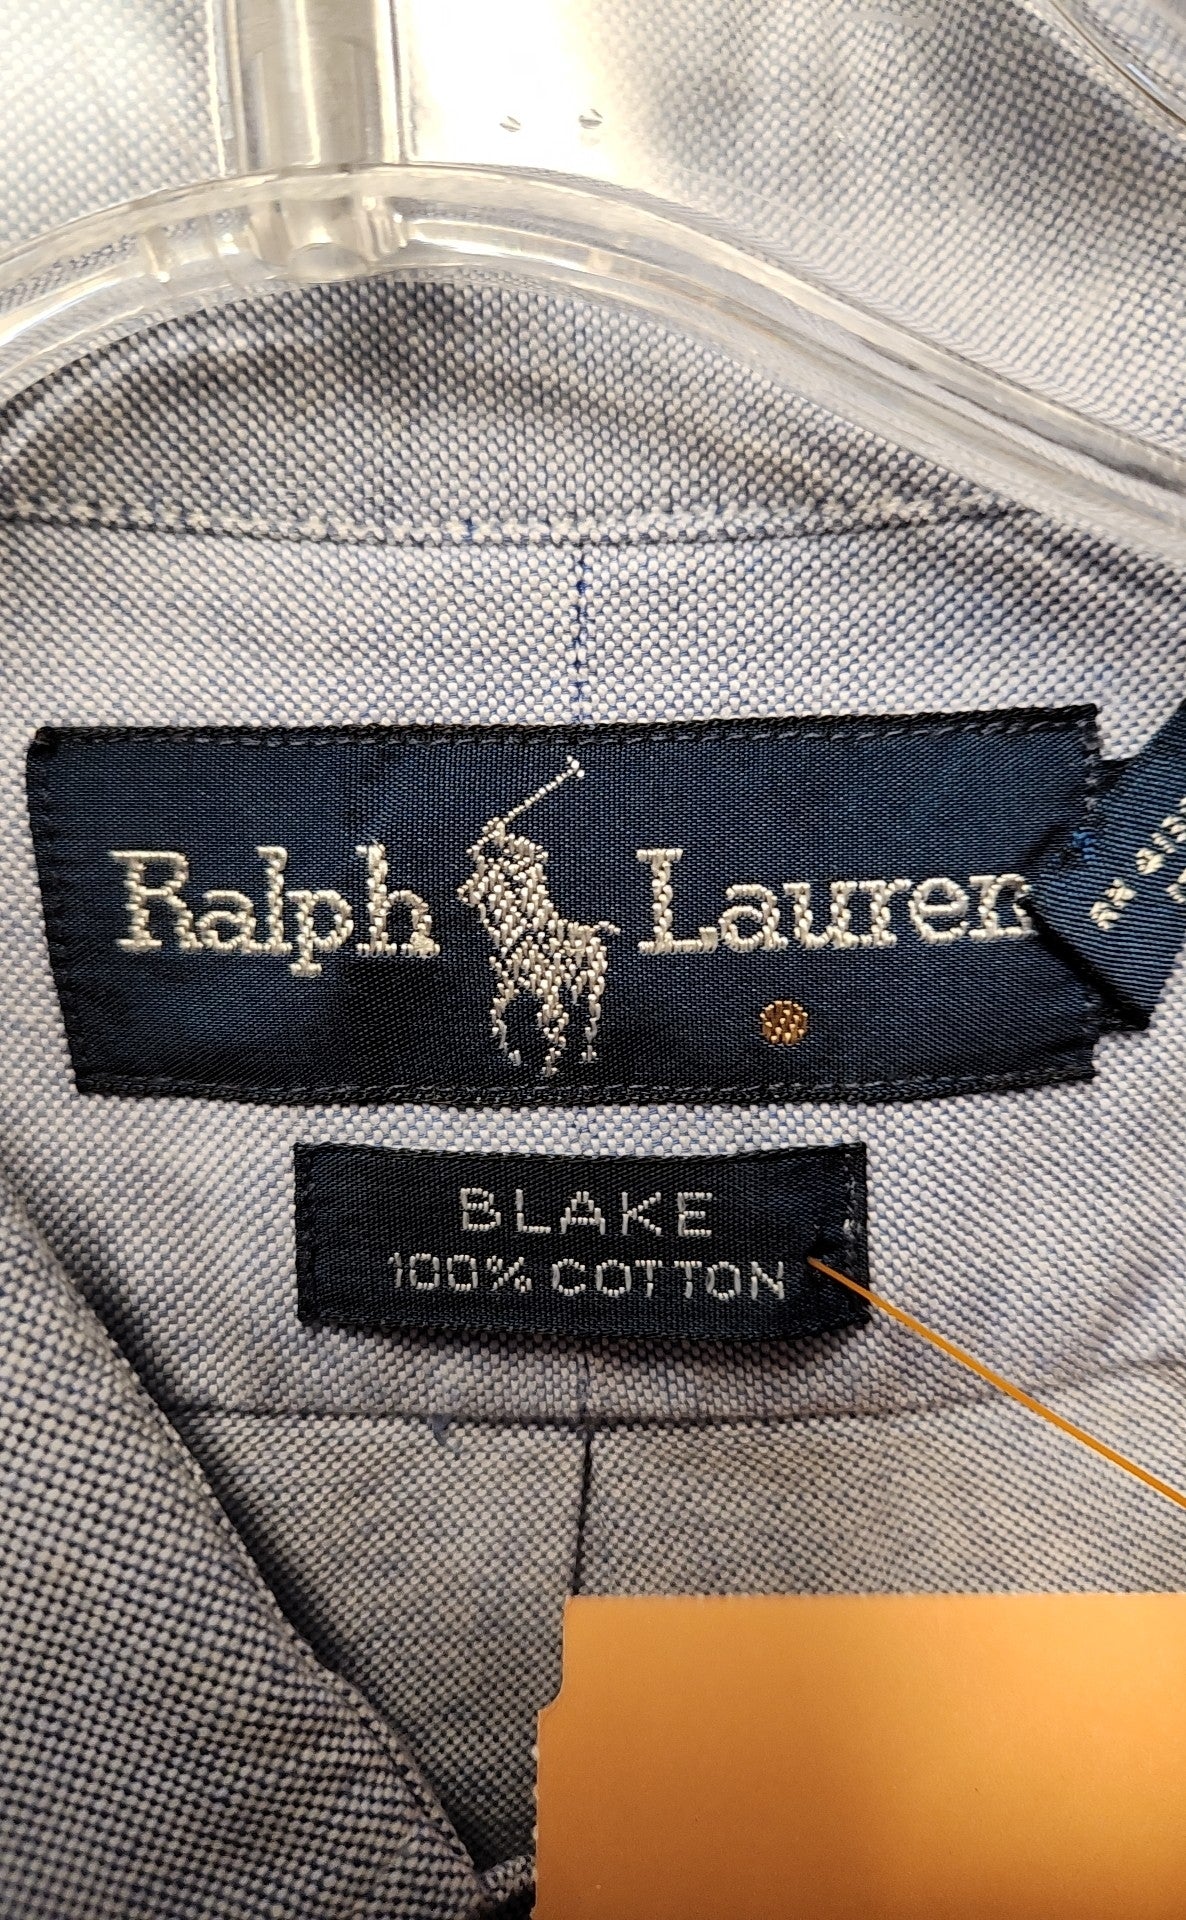 Ralph Lauren
BLAKE
100% COTTON